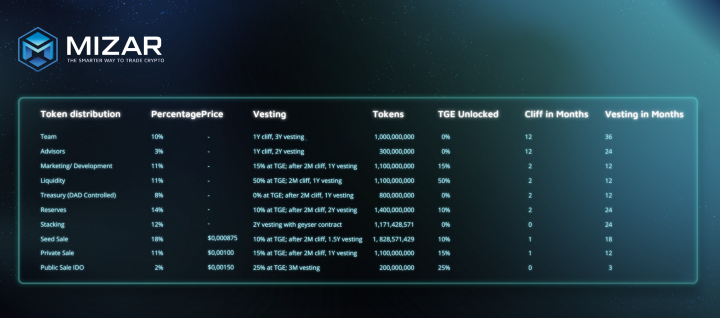 MIZAR
THE SMARTER WAY TO TRADE CRYPTO
Token distribution PercentagePrice Vesting Tokens TGE Unlocked Cliff in Months Vesting in Months
Team 10% - 1Y cliff, 3Y vesting 1,000,000,000 0% 12 36
Advisors 3% - 1Y cliff, 2Y vesting 300,000,000 0% 12 24
Marketing/ Development 11% - 15% at TGE; after 2M cliff, 1Y vesting 1,100,000,000 15% 2 12
Liquidity 11% - 50% at TGE; 2M cliff, 1Y vesting 1,100,000,000 50% 2 12
Treasury (DAD Controlled) 8% - 0% at TGE; after 2M cliff, 1Y vesting 800,000,000 0% 2 12
Reserves 14% - 10% at TGE; after 2M cliff, 2Y vesting 1,400,000,000 10% 2 24
Stacking 12% - 2Y vesting with geyser contract 1,171,428,571 0% 0 24
Seed Sale 18% $0,000875 10% at TGE; after 2M cliff, 1.5Y vesting 1, 828,571,429 10% 1 18
Private Sale 11% $0,00100 15% at TGE; after 2M cliff, 1Y vesting 1,100,000,000 15% 1 12
Public Sale IDO 2% $0,00150 25% at TGE; 3M vesting 200,000,000 25% 0 3